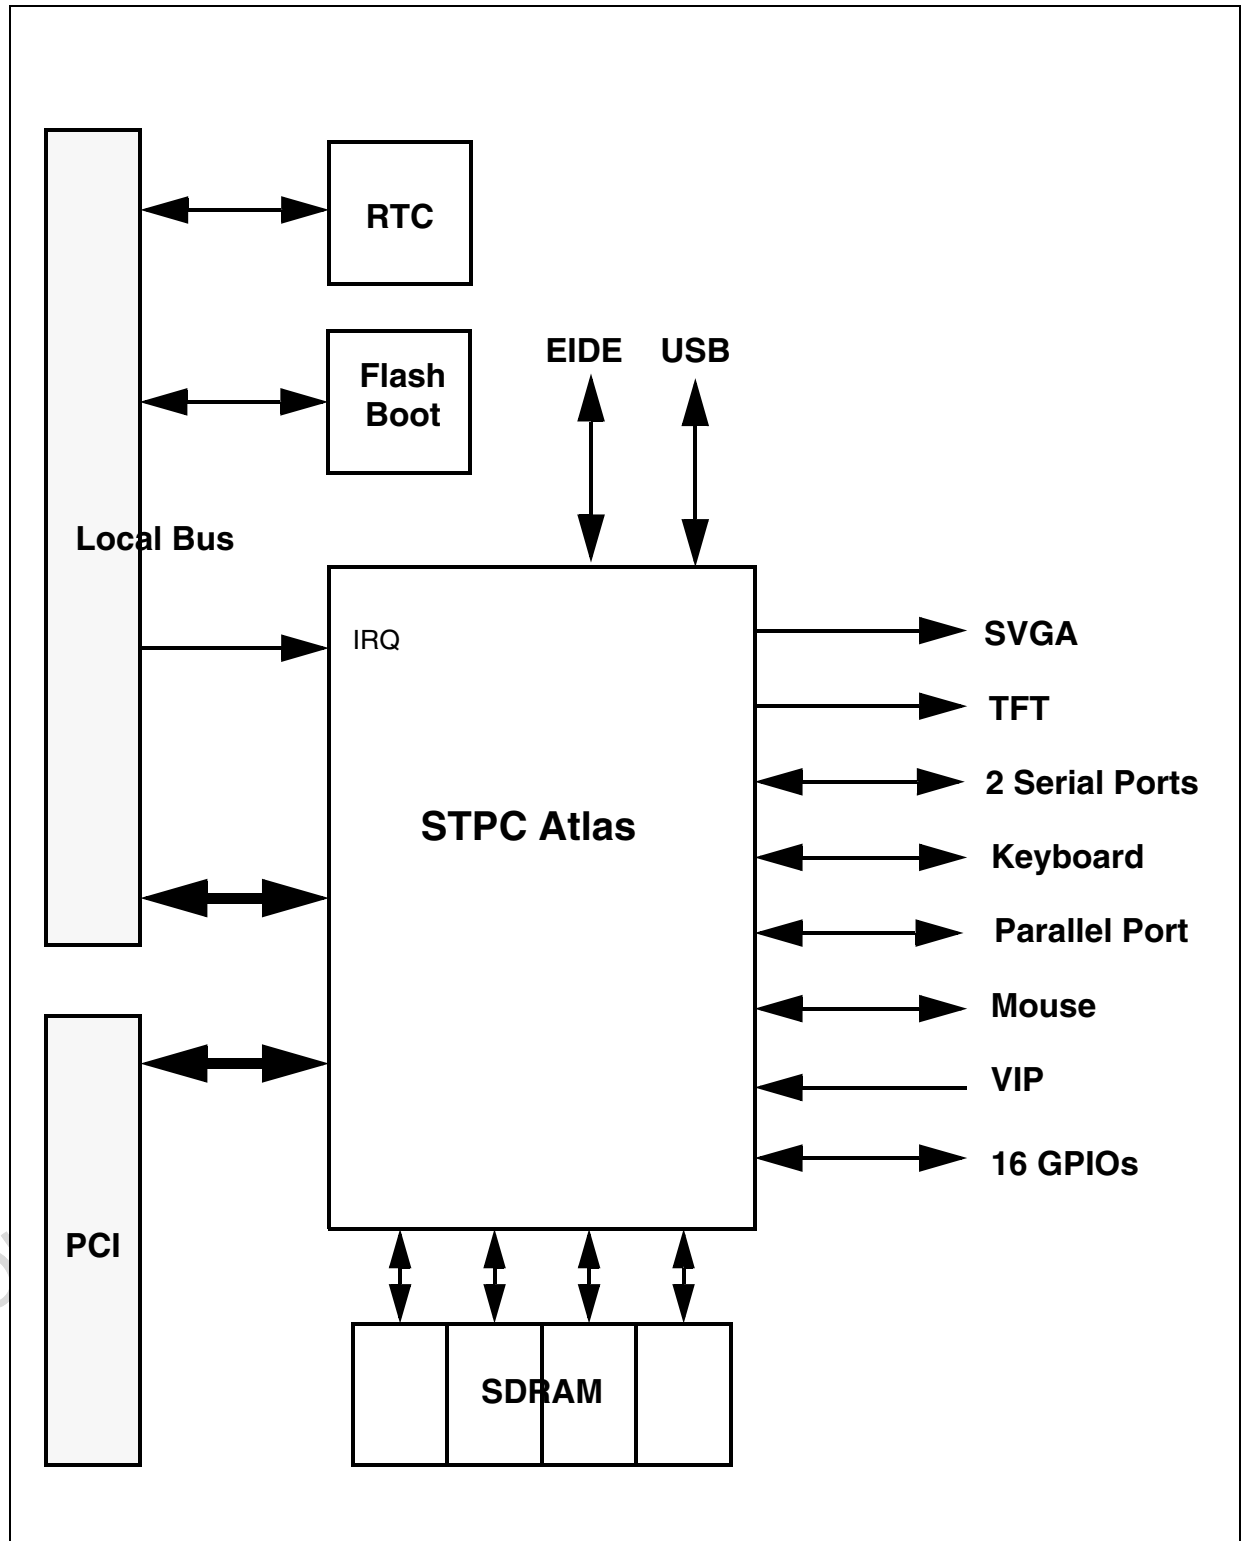 RTC
EIDE USB
Flash
Boot
Local Bus
IRQ
SVGA
TFT
2 Serial Ports
STPC Atlas
Keyboard
Parallel Port
Mouse
VIP
16 GPIOs
PCI
SDRAM